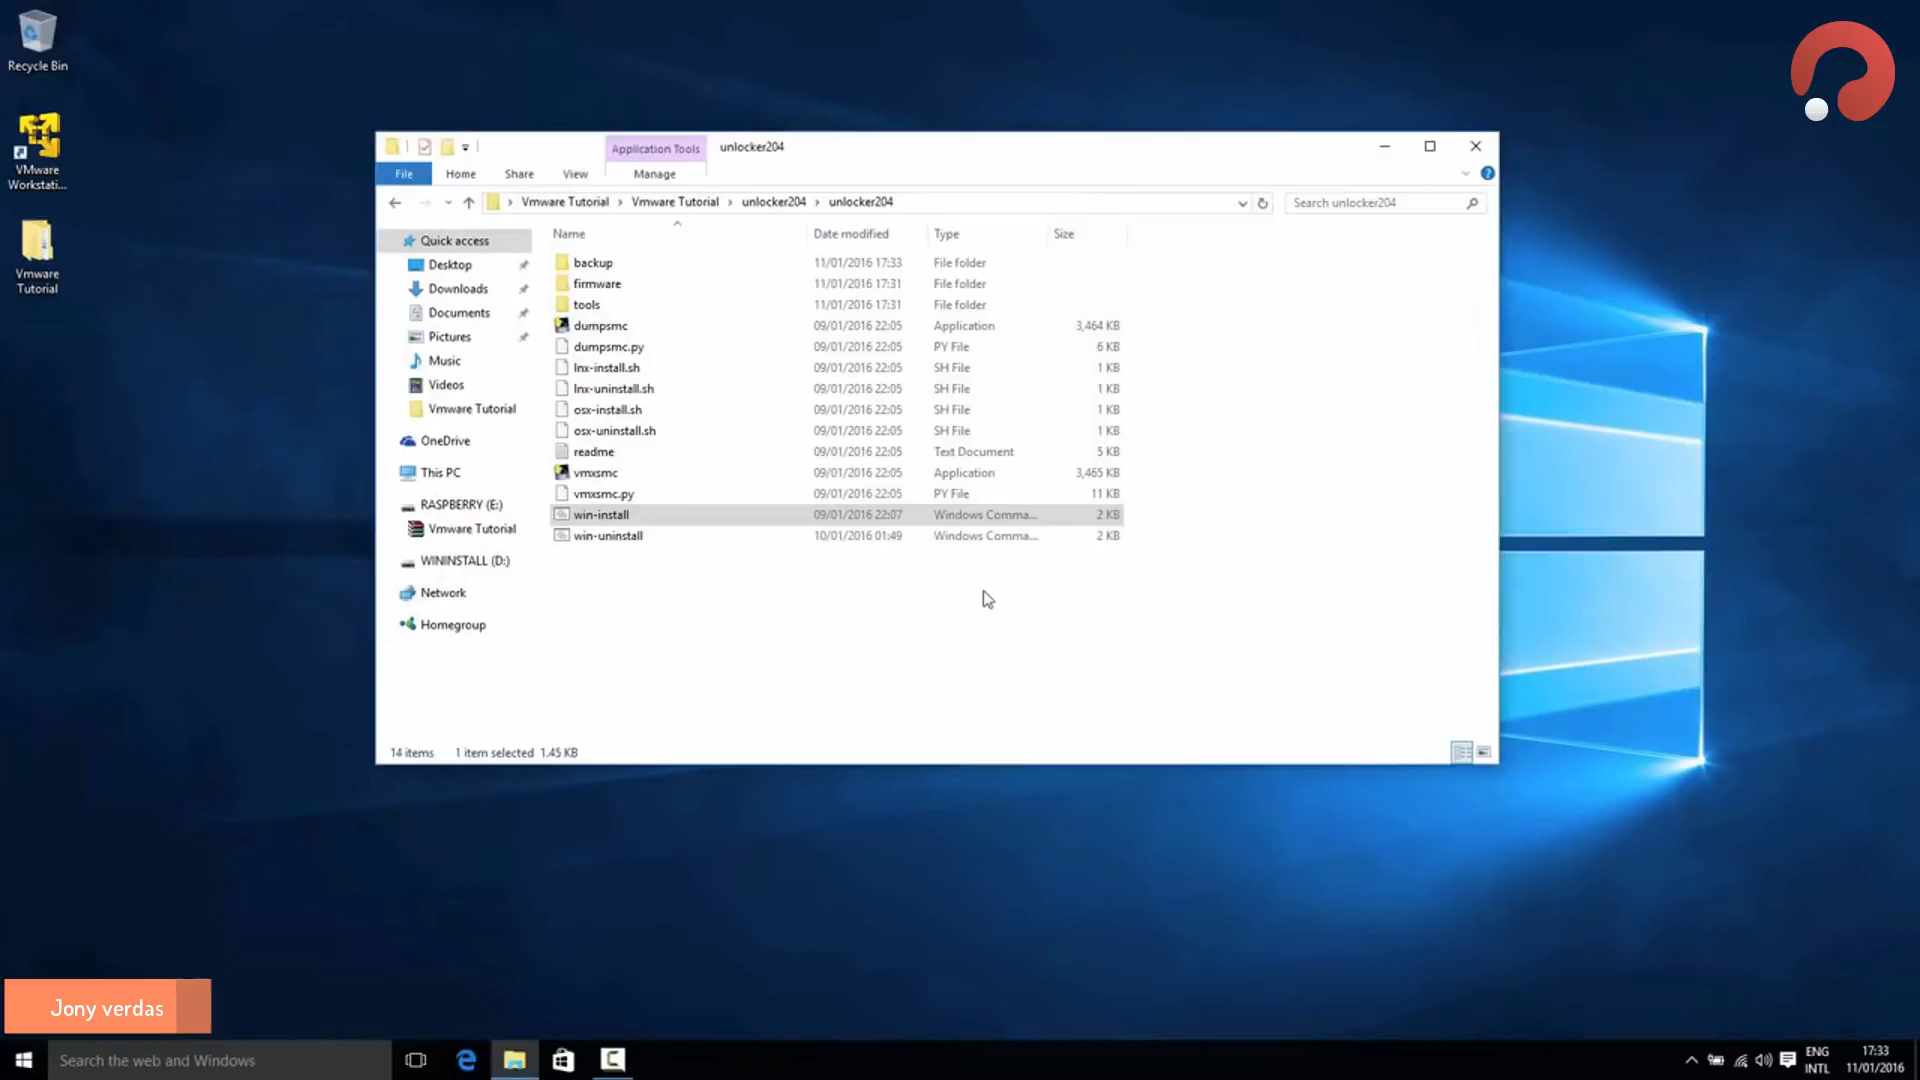 Recycle Bin
VMware
Workstati...
Vmware
Tutorial
Application Tools
unlocker204
File
Home
Share
View
Manage
Vmware Tutorial
Vmware Tutorial
unlocker204
unlocker204
Search unlocker204
Name
Date modified
Type
Size
Quick access
Desktop
Downloads
Documents
Pictures
Music
Videos
Vmware Tutorial
OneDrive
This PC
RASPBERRY (E:)
Vmware Tutorial
WININSTALL (D:)
Network
Homegroup
backup 11/01/2016 17:33 File folder
firmware 11/01/2016 17:31 File folder
tools 11/01/2016 17:31 File folder
dumpsmc 09/01/2016 22:05 Application 3,464 KB
dumpsmc.py 09/01/2016 22:05 PY File 6 KB
lnx-install.sh 09/01/2016 22:05 SH File 1 KB
lnx-uninstall.sh 09/01/2016 22:05 SH File 1 KB
osx-install.sh 09/01/2016 22:05 SH File 1 KB
osx-uninstall.sh 09/01/2016 22:05 SH File 1 KB
readme 09/01/2016 22:05 Text Document 5 KB
vmxsmc 09/01/2016 22:05 Application 3,465 KB
vmxsmc.py 09/01/2016 22:05 PY File 11 KB
win-install 09/01/2016 22:07 Windows Comma... 2 KB
win-uninstall 10/01/2016 01:49 Windows Comma... 2 KB
14 items 1 item selected 1.45 KB
Jony verdas
Search the web and Windows
ENG
INTL
17:33
11/01/2016